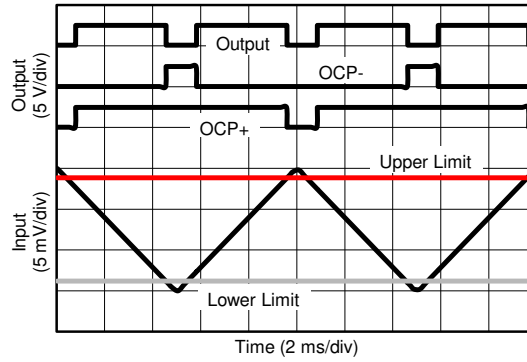 Output
OCP-
OCP+
Upper Limit
Lower Limit
Output
(5 V/div)
Input
(5 mV/div)
Time (2 ms/div)